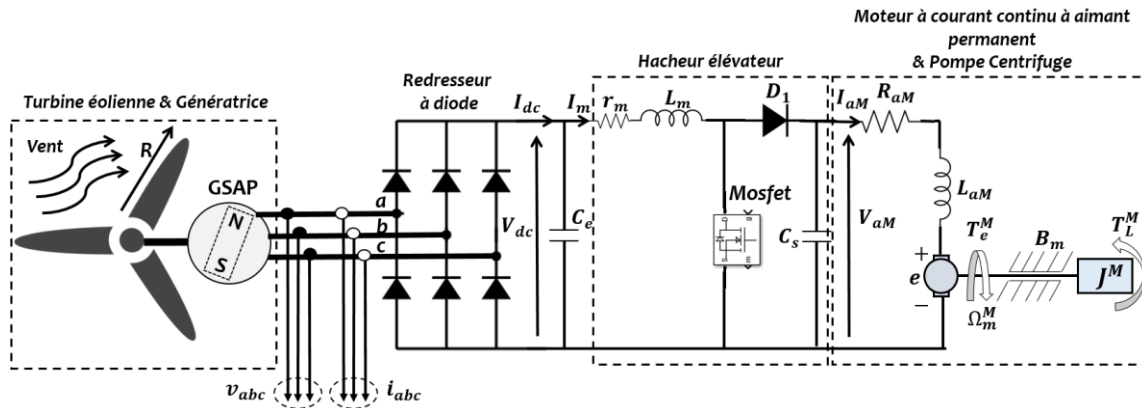 Moteur à courant continu à aimant
permanent
& Pompe Centrifuge
Hacheur élévateur
Redresseur
à diode
Turbine éolienne & Génératrice
I_dc
I_m
r_m
L_m
D_1
I_aM
R_aM
Vent
R
GSAP
N
S
a
b
c
V_dc
C_e
Mosfet
g
D
S
m
C_s
V_aM
L_aM
+
e
−
T_e^M
Ω_m^M
B_m
T_L^M
J^M
v_abc
i_abc